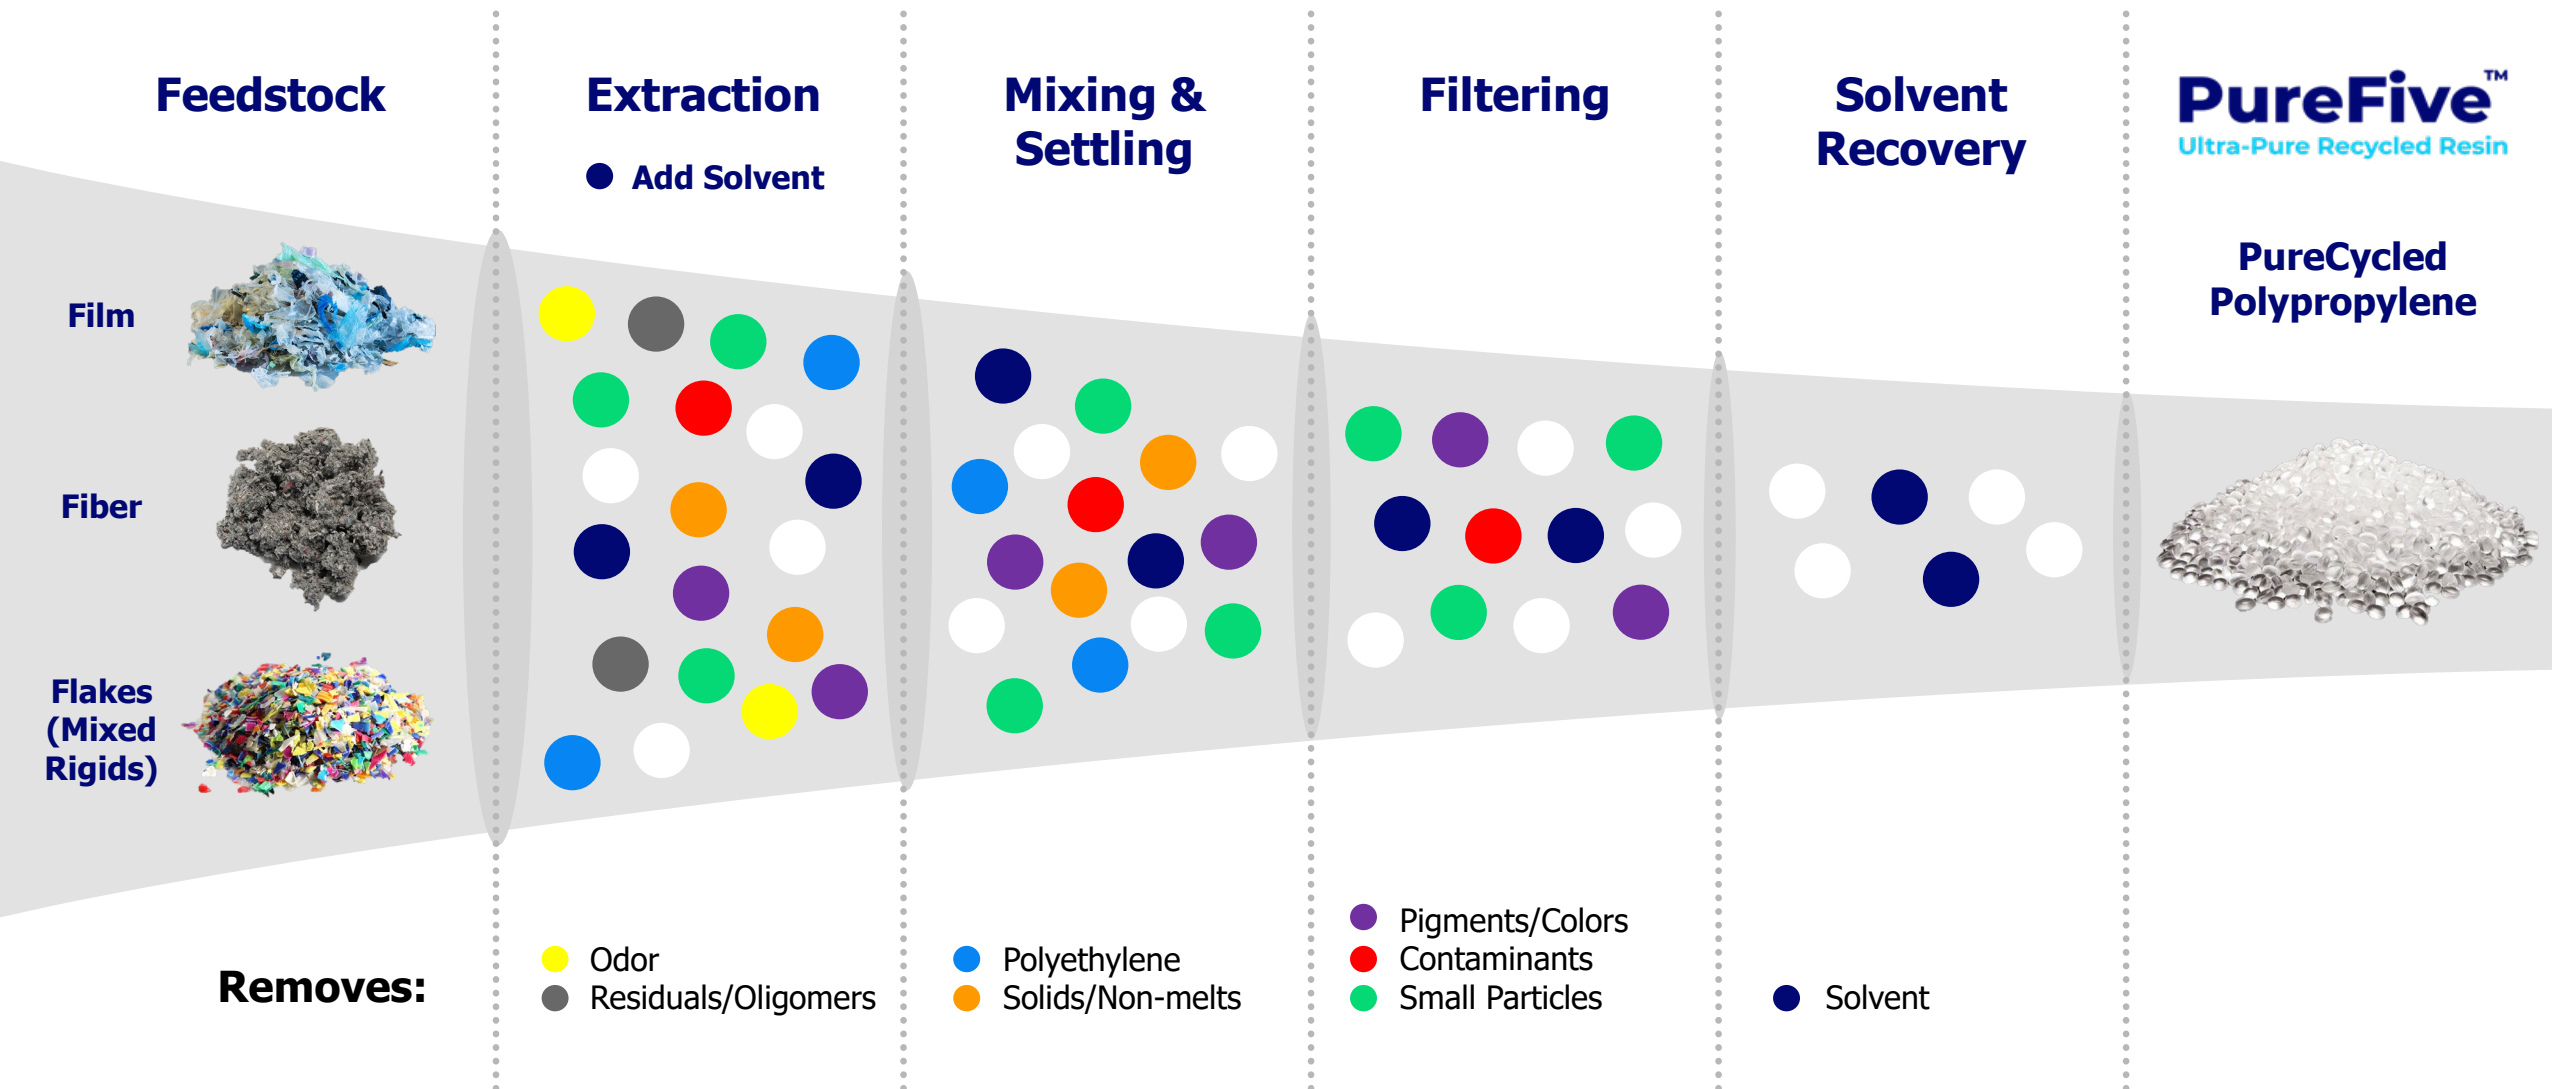 Feedstock
Extraction
Add Solvent
Mixing &
Settling
Filtering
Solvent
Recovery
PureFive™
Ultra-Pure Recycled Resin
PureCycled
Polypropylene
Film
Fiber
Flakes
(Mixed
Rigids)
Removes:
Odor
Residuals/Oligomers
Polyethylene
Solids/Non-melts
Pigments/Colors
Contaminants
Small Particles
Solvent